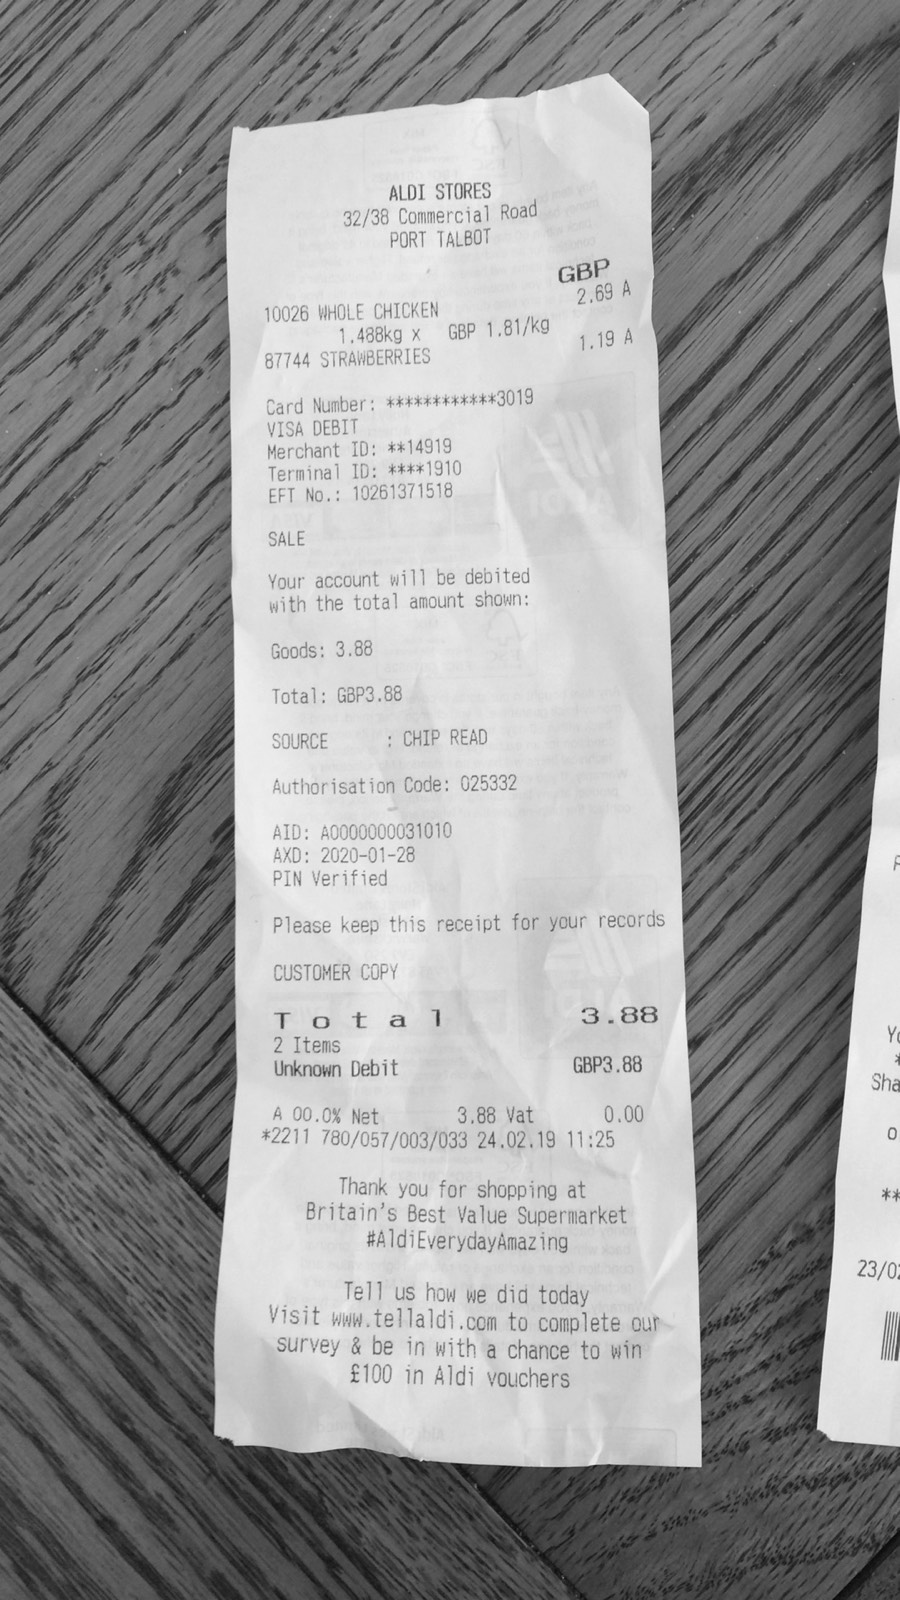 ALDI STORES
32/38 Commercial Road
PORT TALBOT
GBP
10026 WHOLE CHICKEN 2.69 A
1.488kg x GBP 1.81/kg
87744 STRAWBERRIES 1.19 A
Card Number: ************3019
VISA DEBIT
Merchant ID: **14919
Terminal ID: ****1910
EFT No.: 10261371518
SALE
Your account will be debited
with the total amount shown:
Goods: 3.88
Total: GBP3.88
SOURCE : CHIP READ
Authorisation Code: 025332
AID: A0000000031010
AXD: 2020-01-28
PIN Verified
Please keep this receipt for your records
CUSTOMER COPY
Total 3.88
2 Items
Unknown Debit GBP3.88
A 00.0% Net 3.88 Vat 0.00
*2211 780/057/003/033 24.02.19 11:25
Thank you for shopping at
Britain's Best Value Supermarket
#AldiEverydayAmazing
Tell us how we did today
Visit www.tellaldi.com to complete our
survey & be in with a chance to win
£100 in Aldi vouchers